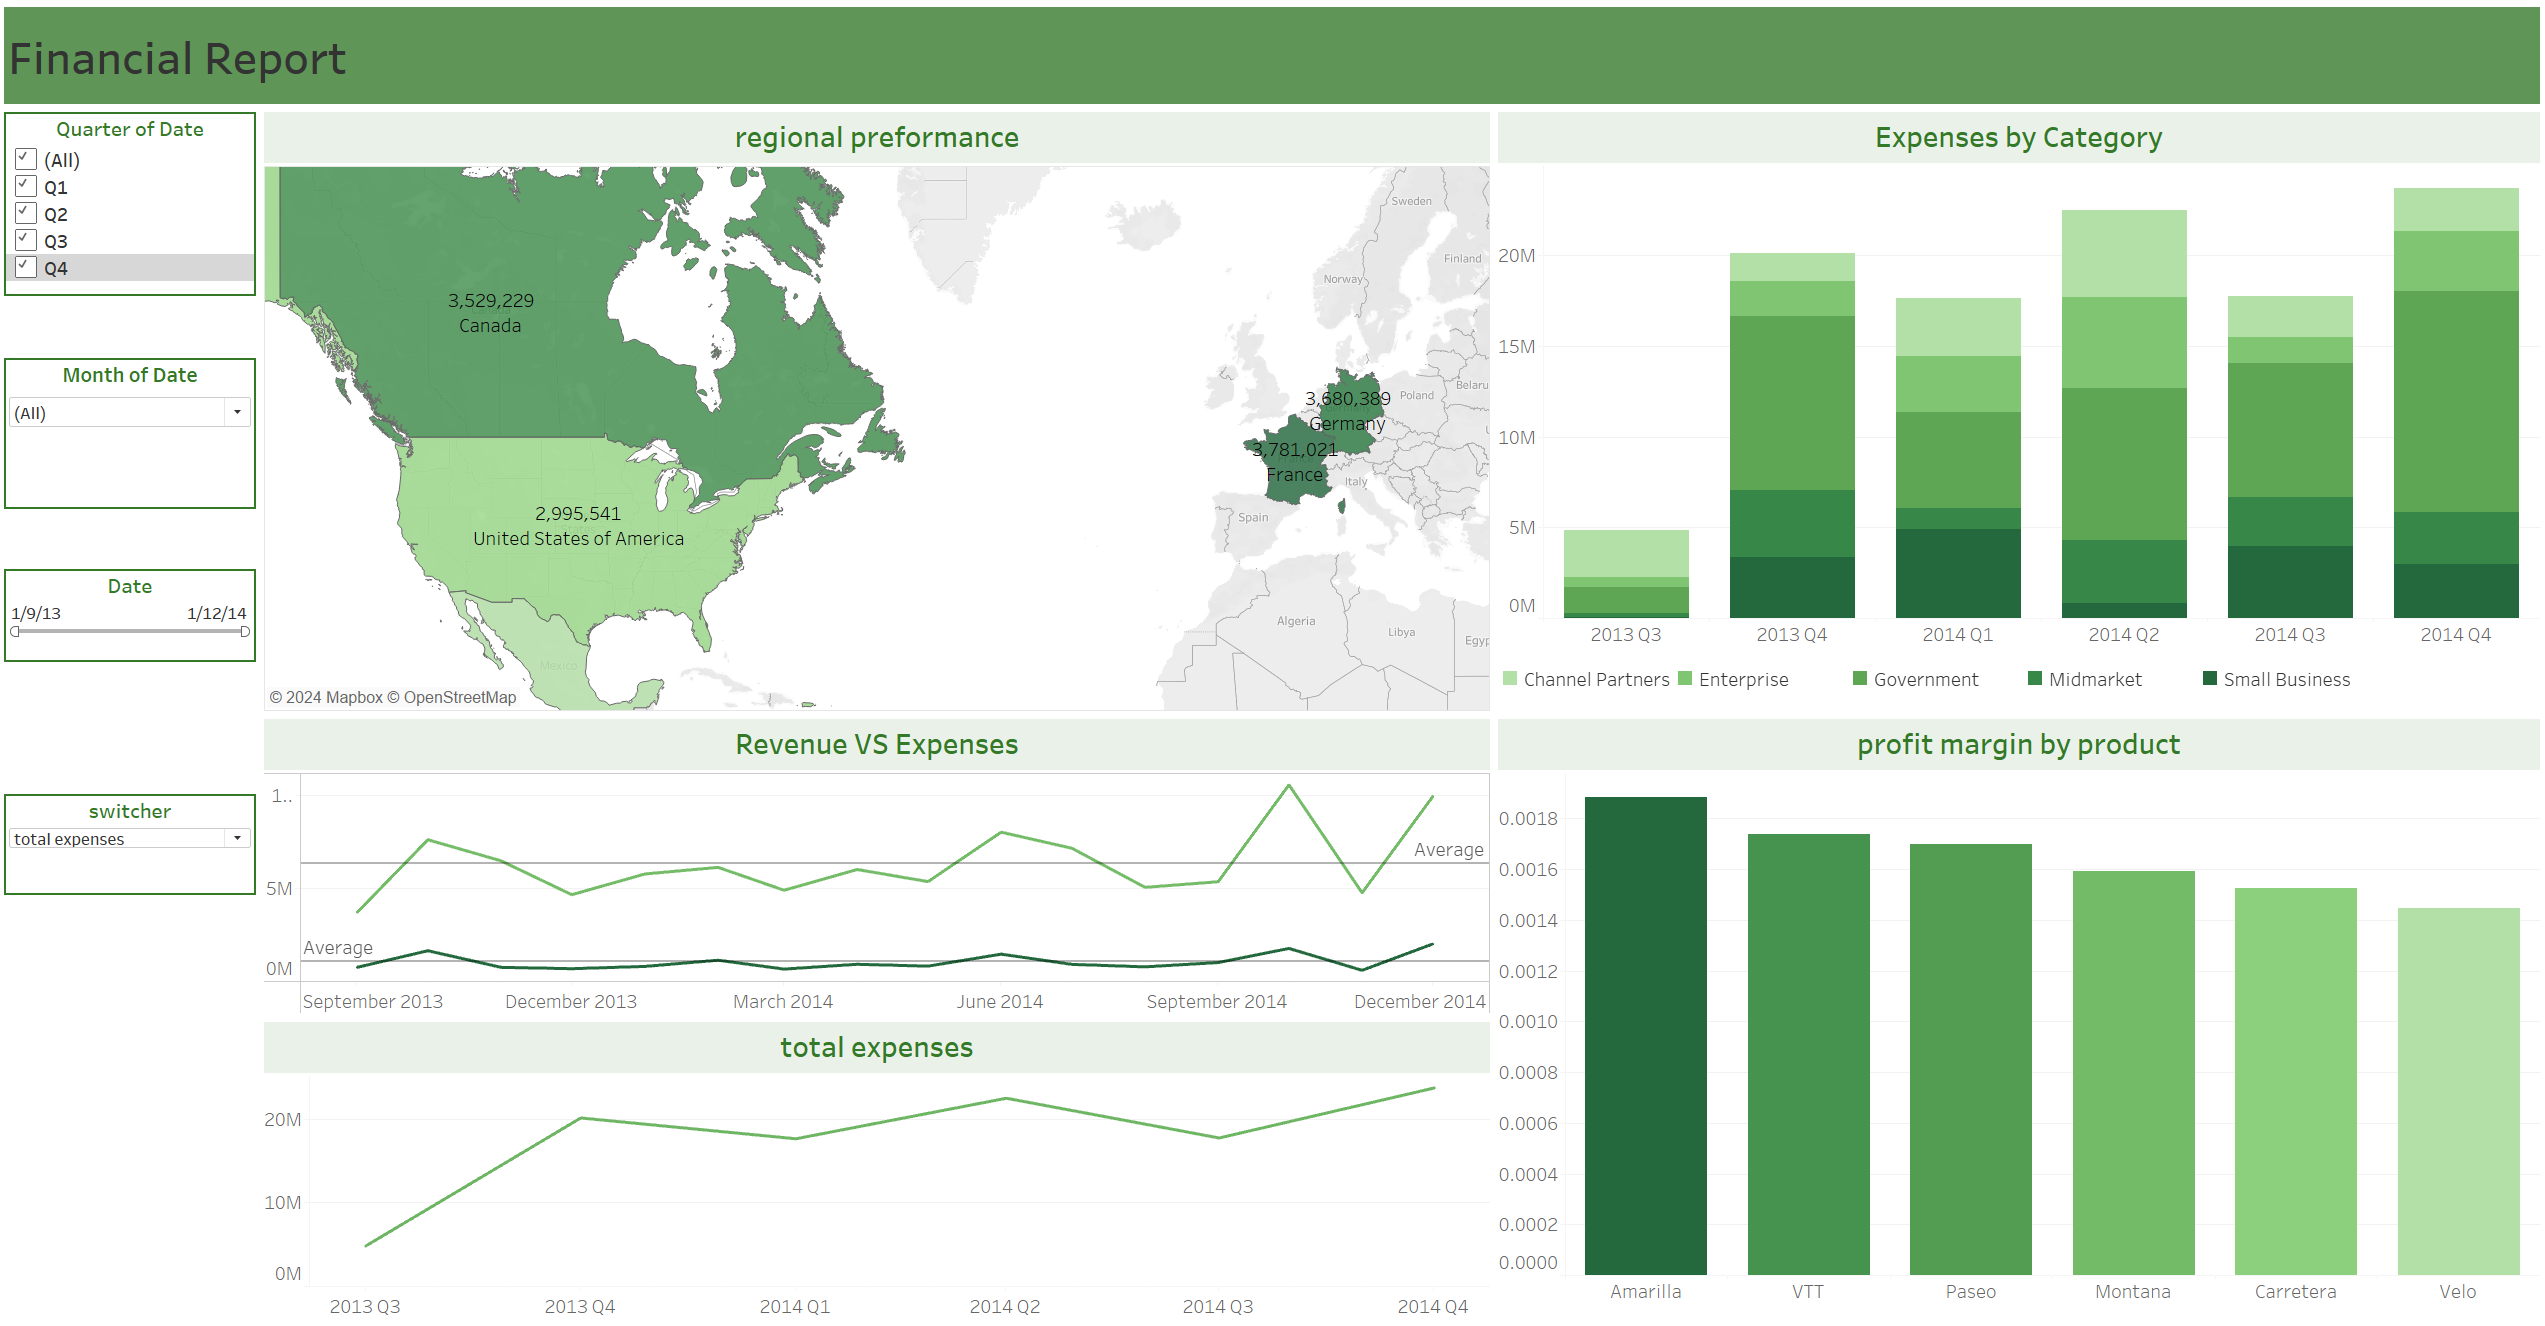 Financial Report
Quarter of Date
(All)
Q1
Q2
Q3
Q4
Month of Date
(All)
Date
1/9/13 1/12/14
switcher
total expenses
regional preformance
3,529,229
Canada
2,995,541
United States of America
Mexico
3,680,389
Germany
3,781,021
France
Sweden
Finland
Norway
Poland
Belaru
Italy
Spain
Algeria
Libya
Egyp
© 2024 Mapbox © OpenStreetMap
Expenses by Category
20M
15M
10M
5M
0M
2013 Q3 2013 Q4 2014 Q1 2014 Q2 2014 Q3 2014 Q4
Channel Partners Enterprise Government Midmarket Small Business
Revenue VS Expenses
1..
5M
0M
Average
Average
September 2013 December 2013 March 2014 June 2014 September 2014 December 2014
total expenses
20M
10M
0M
2013 Q3 2013 Q4 2014 Q1 2014 Q2 2014 Q3 2014 Q4
profit margin by product
0.0018
0.0016
0.0014
0.0012
0.0010
0.0008
0.0006
0.0004
0.0002
0.0000
Amarilla VTT Paseo Montana Carretera Velo